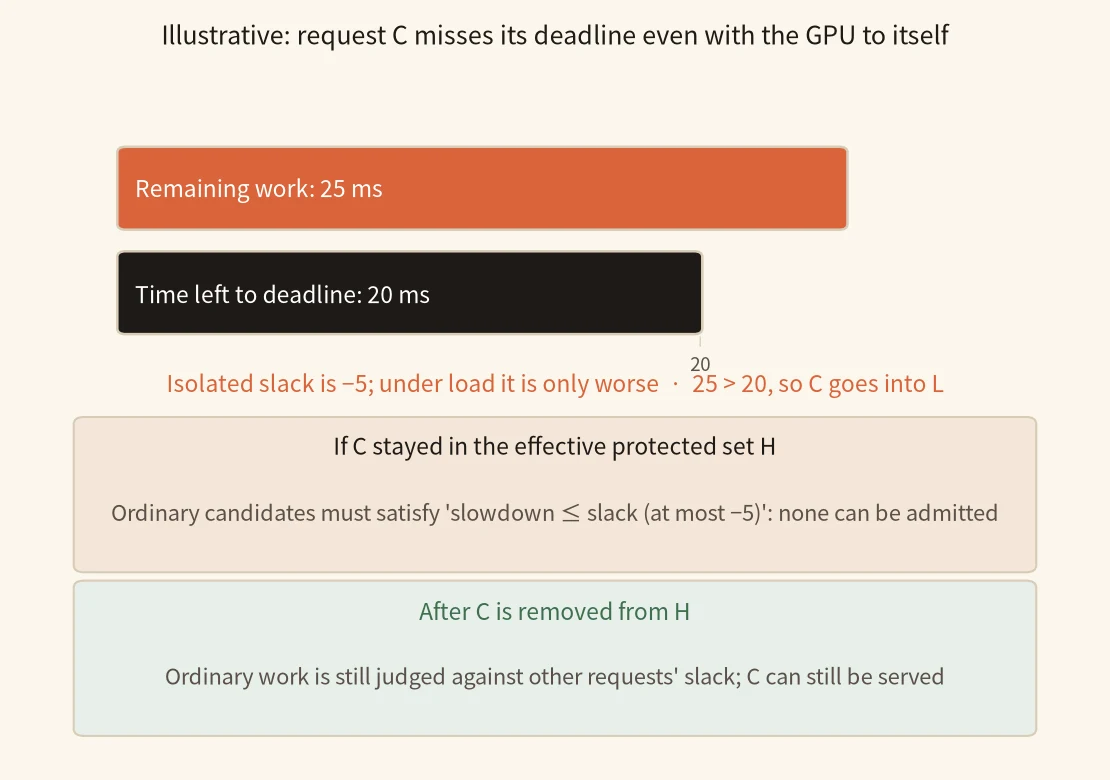 Illustrative: request C misses its deadline even with the GPU to itself
Remaining work: 25 ms
Time left to deadline: 20 ms
20
Isolated slack is −5; under load it is only worse · 25 > 20, so C goes into L
If C stayed in the effective protected set H
Ordinary candidates must satisfy 'slowdown ≤ slack (at most −5)': none can be admitted
After C is removed from H
Ordinary work is still judged against other requests' slack; C can still be served